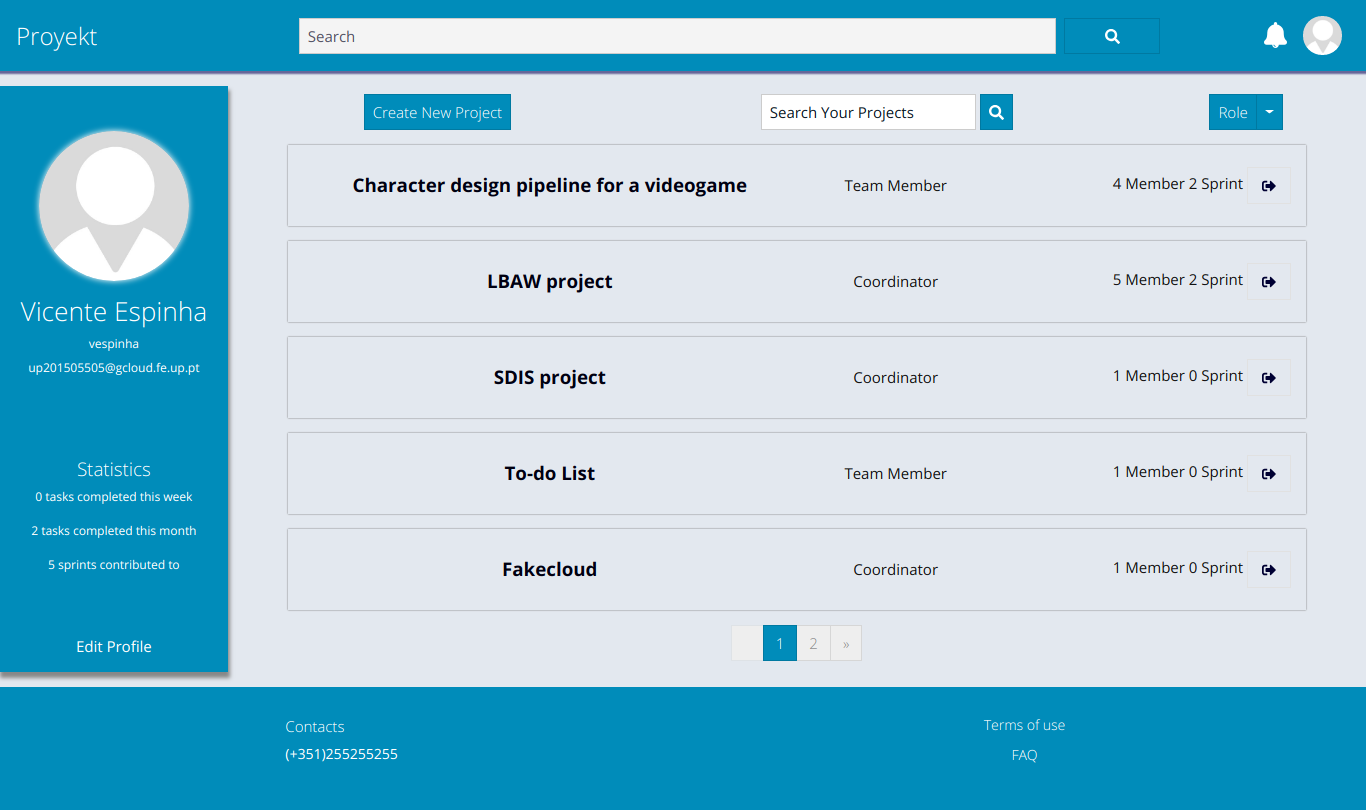 Proyekt
Search
Create New Project
Search Your Projects
Role
Vicente Espinha
vespinha
up201505505@gcloud.fe.up.pt
Statistics
0 tasks completed this week
2 tasks completed this month
5 sprints contributed to
Edit Profile
Character design pipeline for a videogame Team Member 4 Member 2 Sprint
LBAW project Coordinator 5 Member 2 Sprint
SDIS project Coordinator 1 Member 0 Sprint
To-do List Team Member 1 Member 0 Sprint
Fakecloud Coordinator 1 Member 0 Sprint
1 2 »
Contacts
(+351)255255255
Terms of use
FAQ